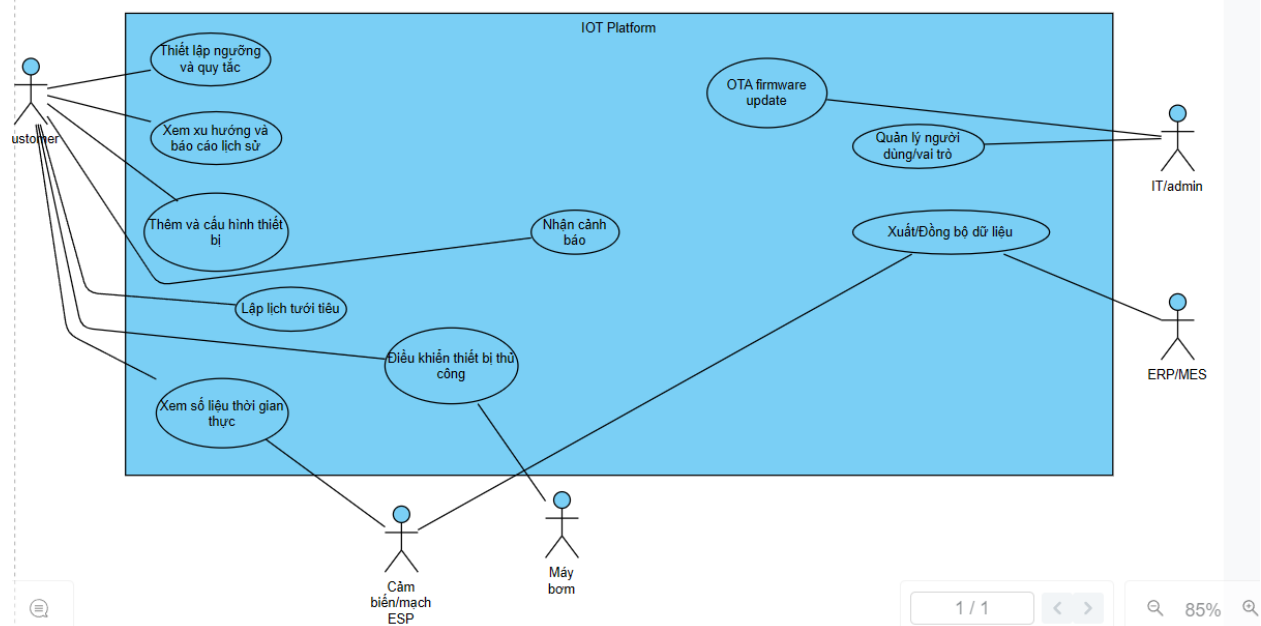 IOT Platform
Thiết lập ngưỡng
và quy tắc
OTA firmware
update
Xem xu hướng và
báo cáo lịch sử
ustomer
Quản lý người
dùng/vai trò
IT/admin
Thêm và cấu hình thiết
bị
Nhận cảnh
báo
Xuất/Đồng bộ dữ liệu
Lập lịch tưới tiêu
Điều khiển thiết bị thủ
công
ERP/MES
Xem số liệu thời gian
thực
Máy
bơm
Cảm
biến/mạch
ESP
1 / 1
85%